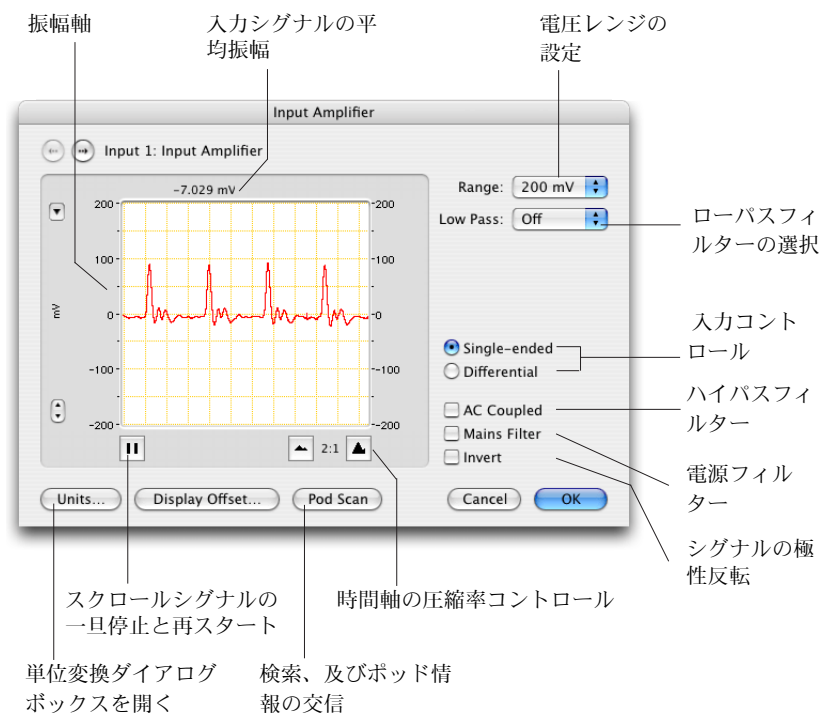 振幅軸
入力シグナルの平
均振幅
電圧レンジの
設定
Input Amplifier
Input 1: Input Amplifier
-7.029 mV
Range: 200 mV
Low Pass: Off
ローパスフィ
ルターの選択
200
100
0
-100
-200
mV
200
100
0
-100
-200
Single-ended
Differential
入力コント
ロール
AC Coupled
Mains Filter
Invert
ハイパスフィ
ルター
電源フィル
ター
シグナルの極
性反転
2:1
Units...
Display Offset...
Pod Scan
Cancel
OK
スクロールシグナルの
一旦停止と再スタート
時間軸の圧縮率コントロール
単位変換ダイアログ
ボックスを開く
検索、及びポッド情
報の交信